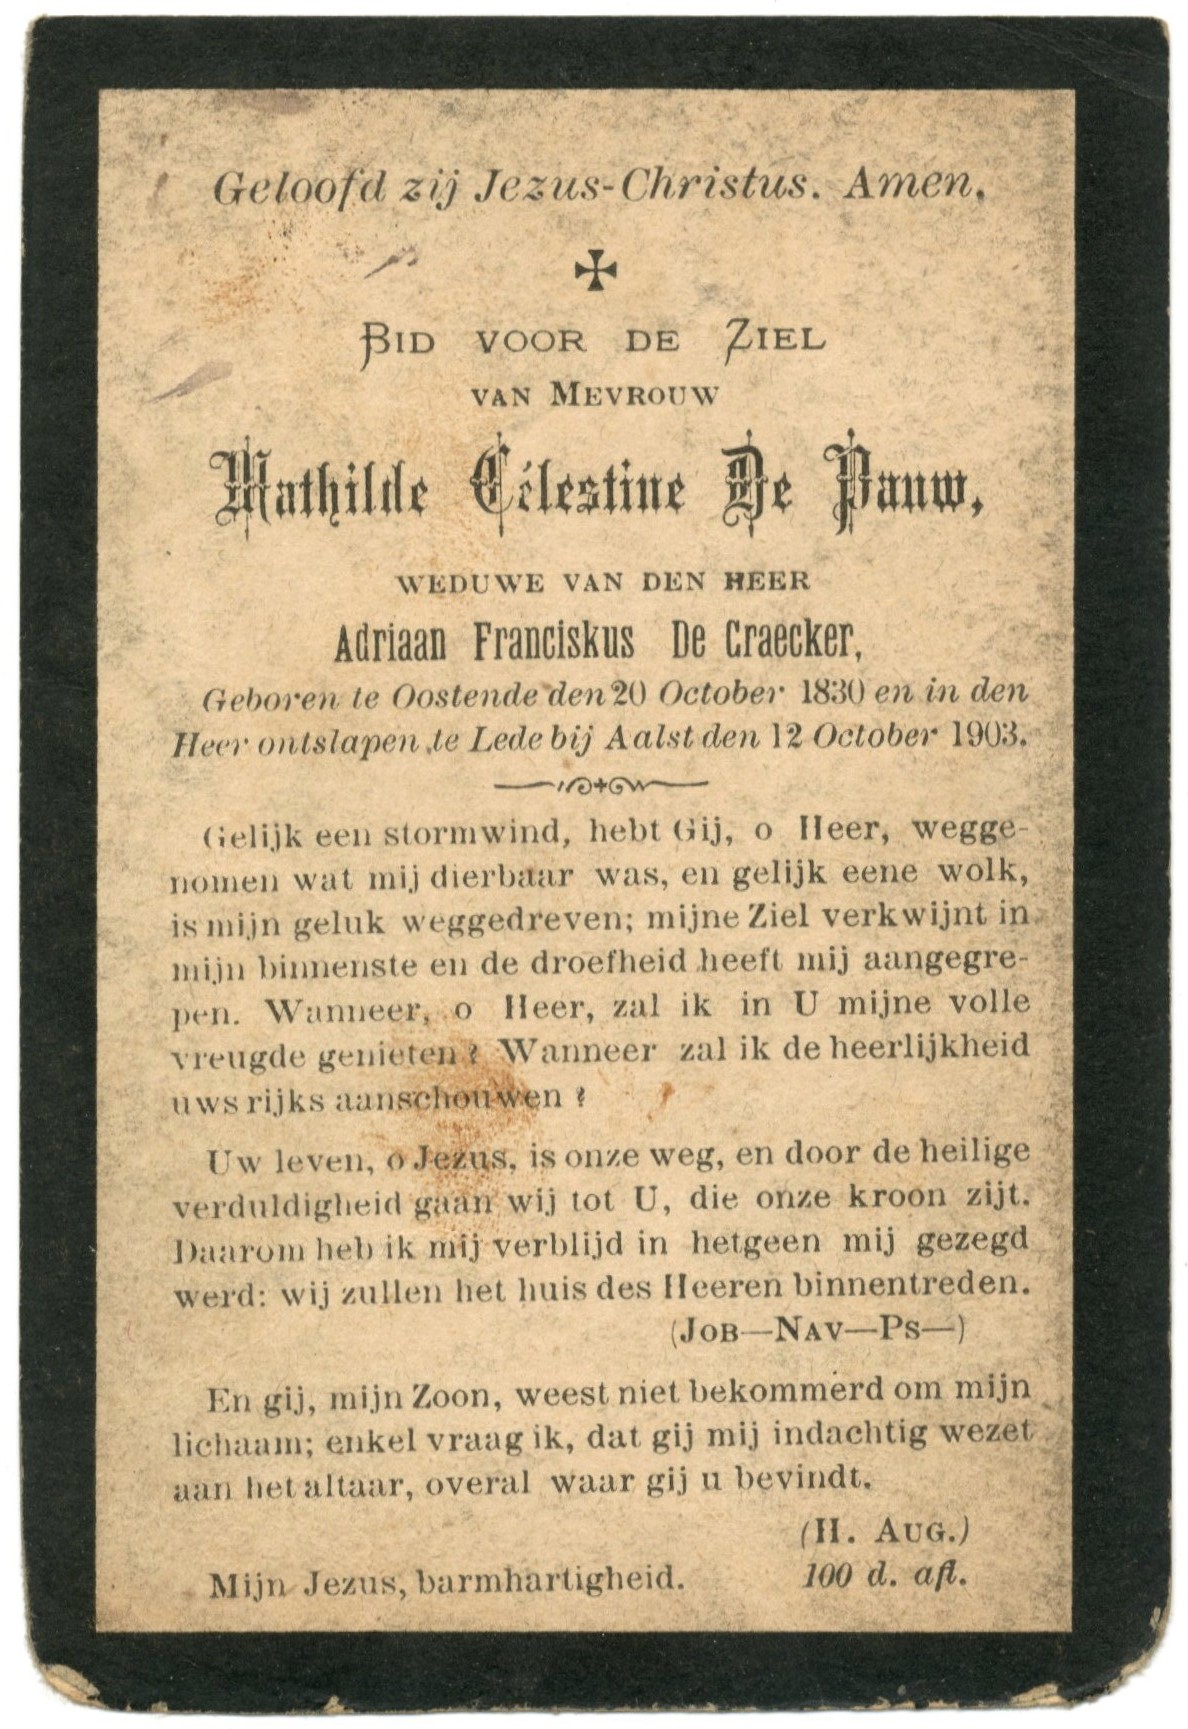 Geloofd zij Jezus-Christus. Amen.
BID VOOR DE ZIEL
VAN MEVROUW
Mathilde Célestine De Pauw,
WEDUWE VAN DEN HEER
Adriaan Franciskus De Craecker,
Geboren te Oostende den 20 October 1830 en in den
Heer ontslapen te Lede bij Aalst den 12 October 1903.
Gelijk een stormwind, hebt Gij, o Heer, wegge-
nomen wat mij dierbaar was, en gelijk eene wolk,
is mijn geluk weggedreven; mijne Ziel verkwijnt in
mijn binnenste en de droefheid heeft mij aangegre-
pen. Wanneer, o Heer, zal ik in U mijne volle
vreugde genieten? Wanneer zal ik de heerlijkheid
uws rijks aanschouwen?
Uw leven, o Jezus, is onze weg, en door de heilige
verduldigheid gaan wij tot U, die onze kroon zijt.
Daarom heb ik mij verblijd in hetgeen mij gezegd
werd: wij zullen het huis des Heeren binnentreden.
(JOB—NAV—PS—)
En gij, mijn Zoon, weest niet bekommerd om mijn
lichaam; enkel vraag ik, dat gij mij indachtig wezet
aan het altaar, overal waar gij u bevindt.
(H. AUG.)
Mijn Jezus, barmhartigheid. 100 d. afl.